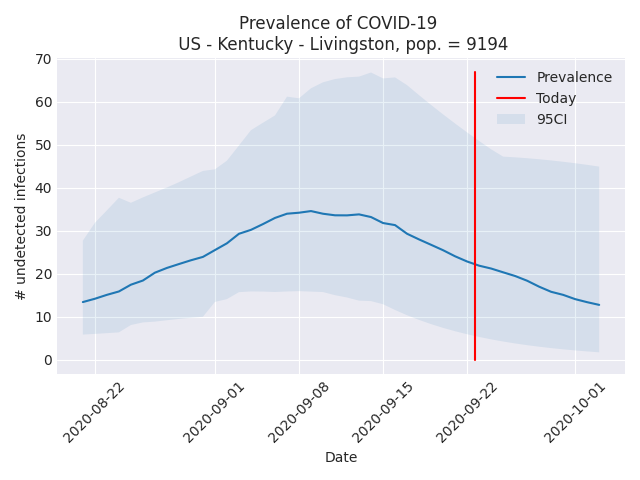 Prevalence of COVID-19
US - Kentucky - Livingston, pop. = 9194
70
60
50
40
30
20
10
0
# undetected infections
Prevalence
Today
95CI
2020-08-22
2020-09-01
2020-09-08
2020-09-15
2020-09-22
2020-10-01
Date